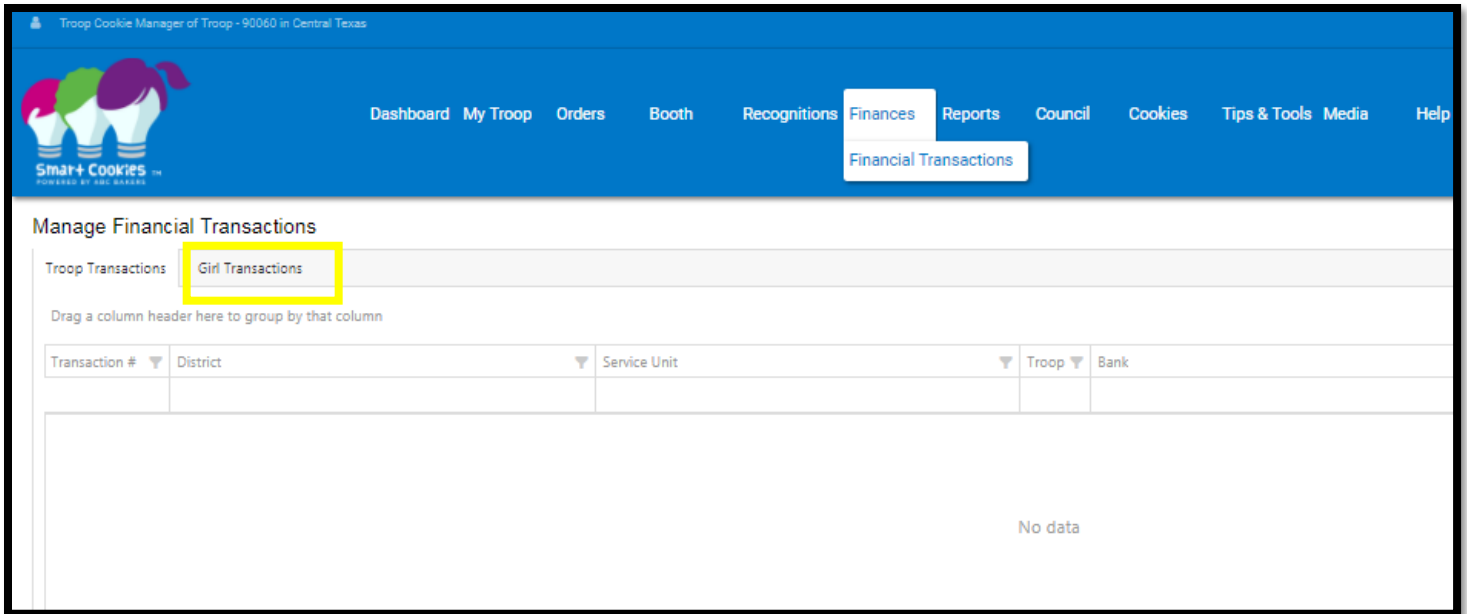 Troop Cookie Manager of Troop - 90060 in Central Texas
Smart Cookies TM
POWERED BY ABC BAKERS
Dashboard My Troop Orders Booth Recognitions Finances Reports Council Cookies Tips & Tools Media Help
Financial Transactions
Manage Financial Transactions
Troop Transactions Girl Transactions
Drag a column header here to group by that column
Transaction # District Service Unit Troop Bank
No data